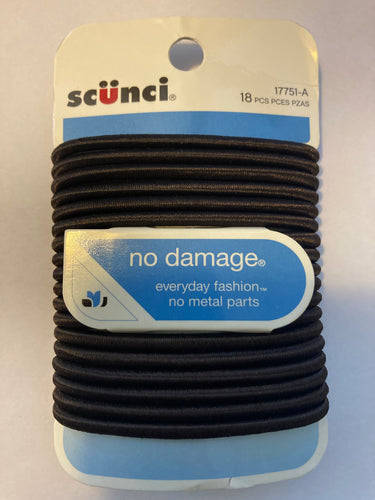 scünci®
17751-A
18 PCS PCES PZAS
no damage®
everyday fashion™
no metal parts